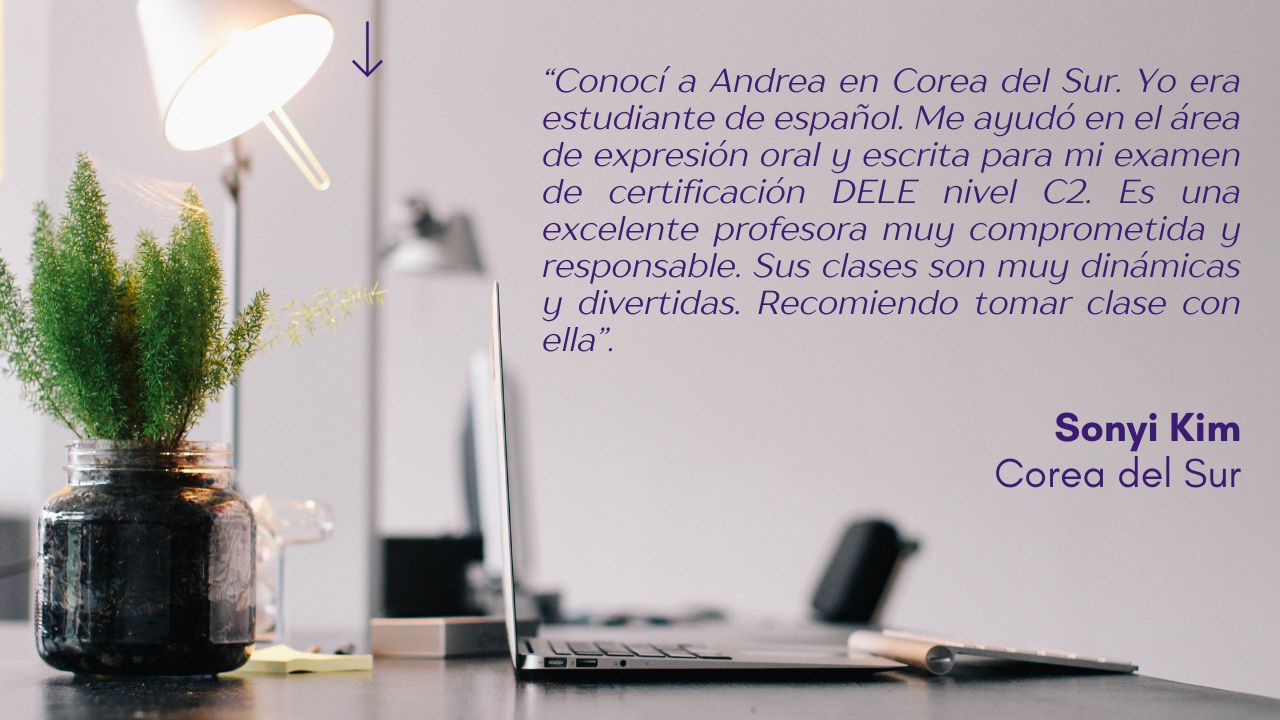 “Conocí a Andrea en Corea del Sur. Yo era
estudiante de español. Me ayudó en el área
de expresión oral y escrita para mi examen
de certificación DELE nivel C2. Es una
excelente profesora muy comprometida y
responsable. Sus clases son muy dinámicas
y divertidas. Recomiendo tomar clase con
ella”.
Sonyi Kim
Corea del Sur